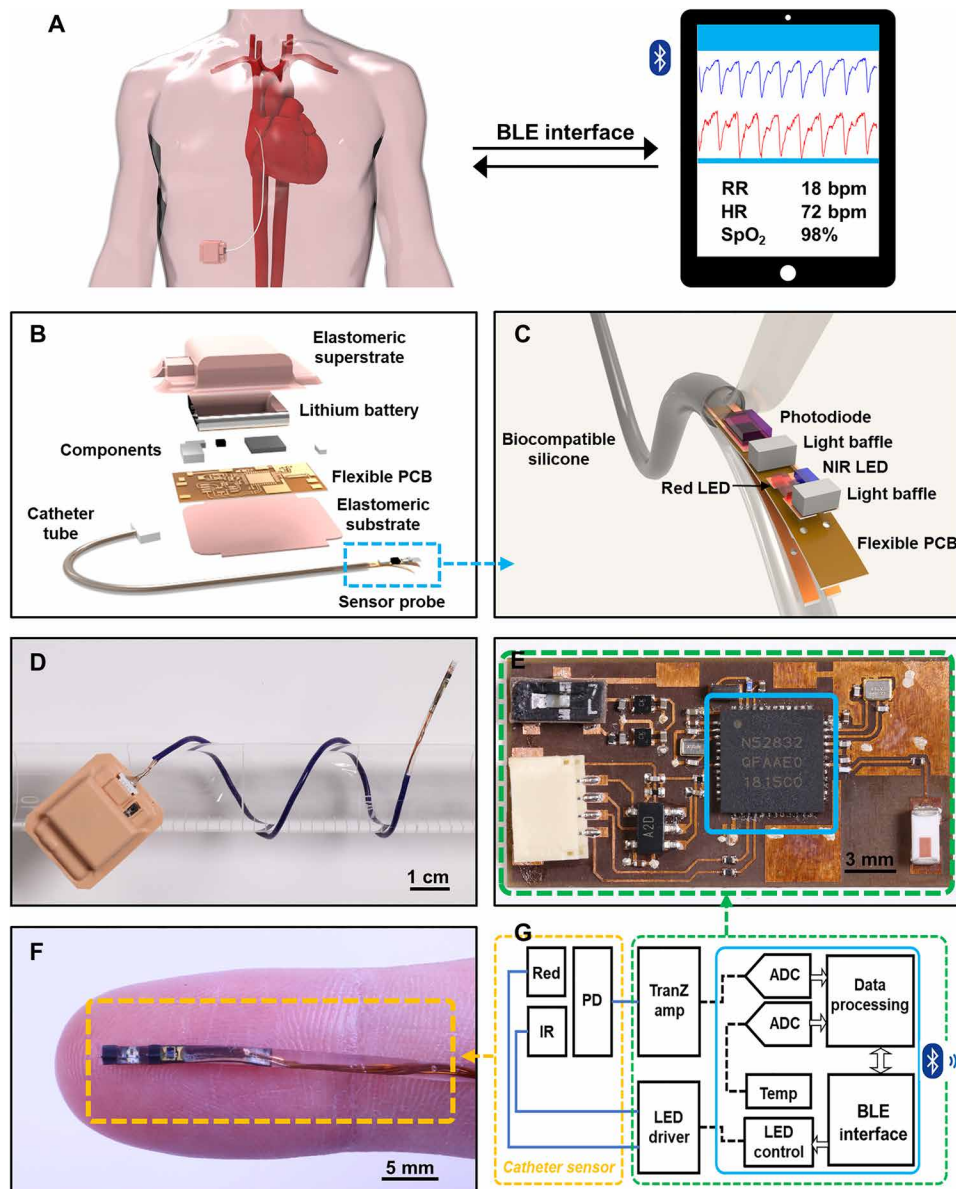 A
BLE interface
RR 18 bpm
HR 72 bpm
SpO₂ 98%
B
Elastomeric
superstrate
Lithium battery
Components
Flexible PCB
Catheter
tube
Elastomeric
substrate
Sensor probe
C
Photodiode
Biocompatible
silicone
Light baffle
NIR LED
Red LED
Light baffle
Flexible PCB
D
1 cm
E
N52832
QFAAE0
1815C0
A2D
3 mm
F
5 mm
G
Red
IR
PD
TranZ
amp
ADC
ADC
Data
processing
Temp
LED
driver
LED
control
BLE
interface
Catheter sensor